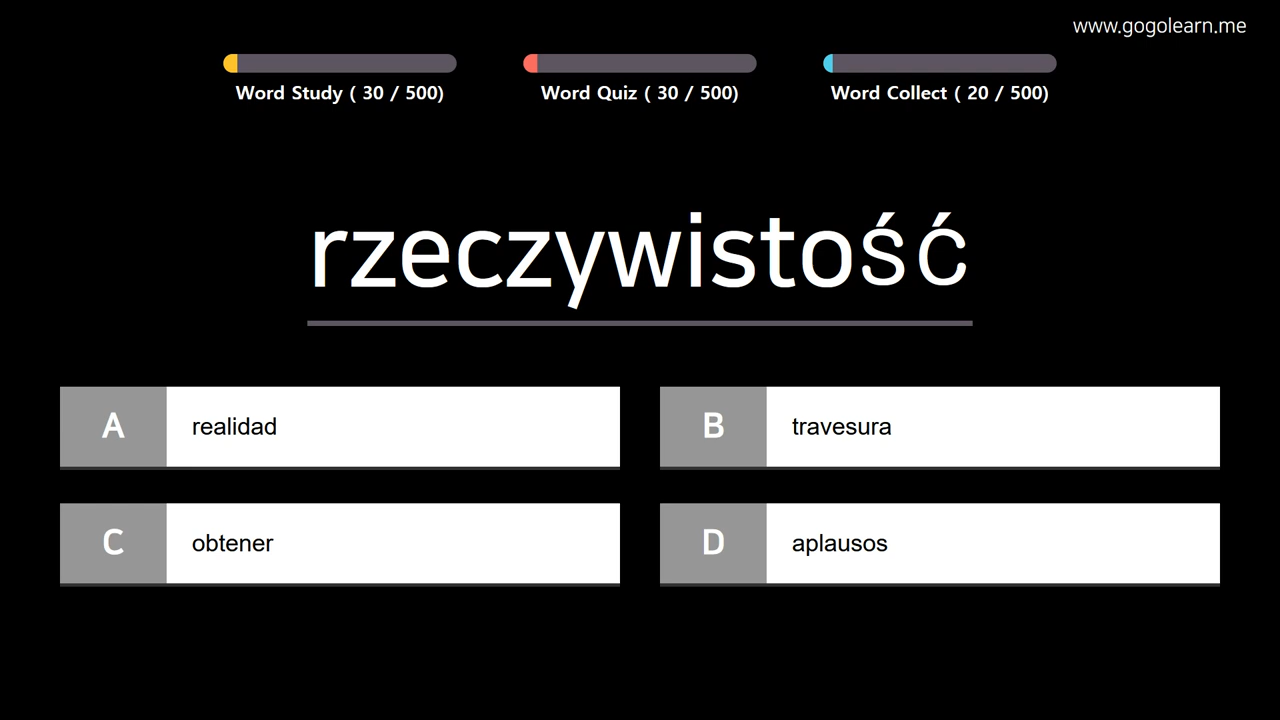 www.gogolearn.me
Word Study ( 30 / 500)
Word Quiz ( 30 / 500)
Word Collect ( 20 / 500)
rzeczywistość
A realidad
B travesura
C obtener
D aplausos